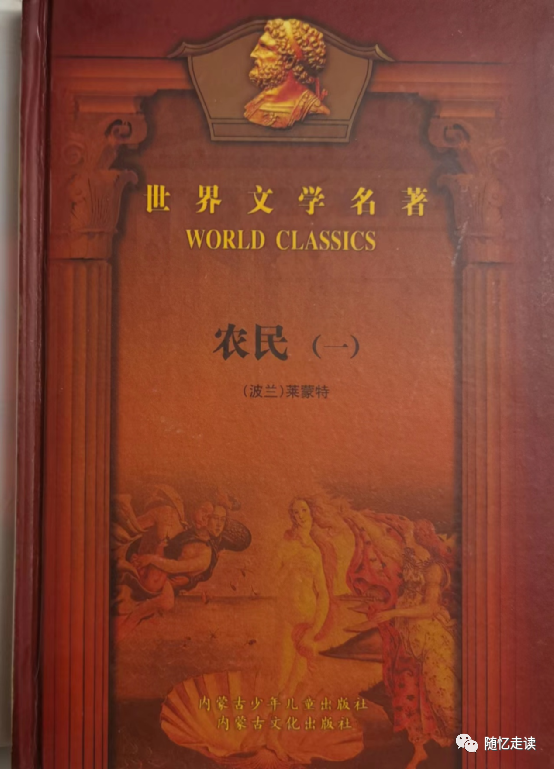 世界文学名著
WORLD CLASSICS
农民（一）
(波兰)莱蒙特
内蒙古少年儿童出版社
内蒙古文化出版社
随忆走读